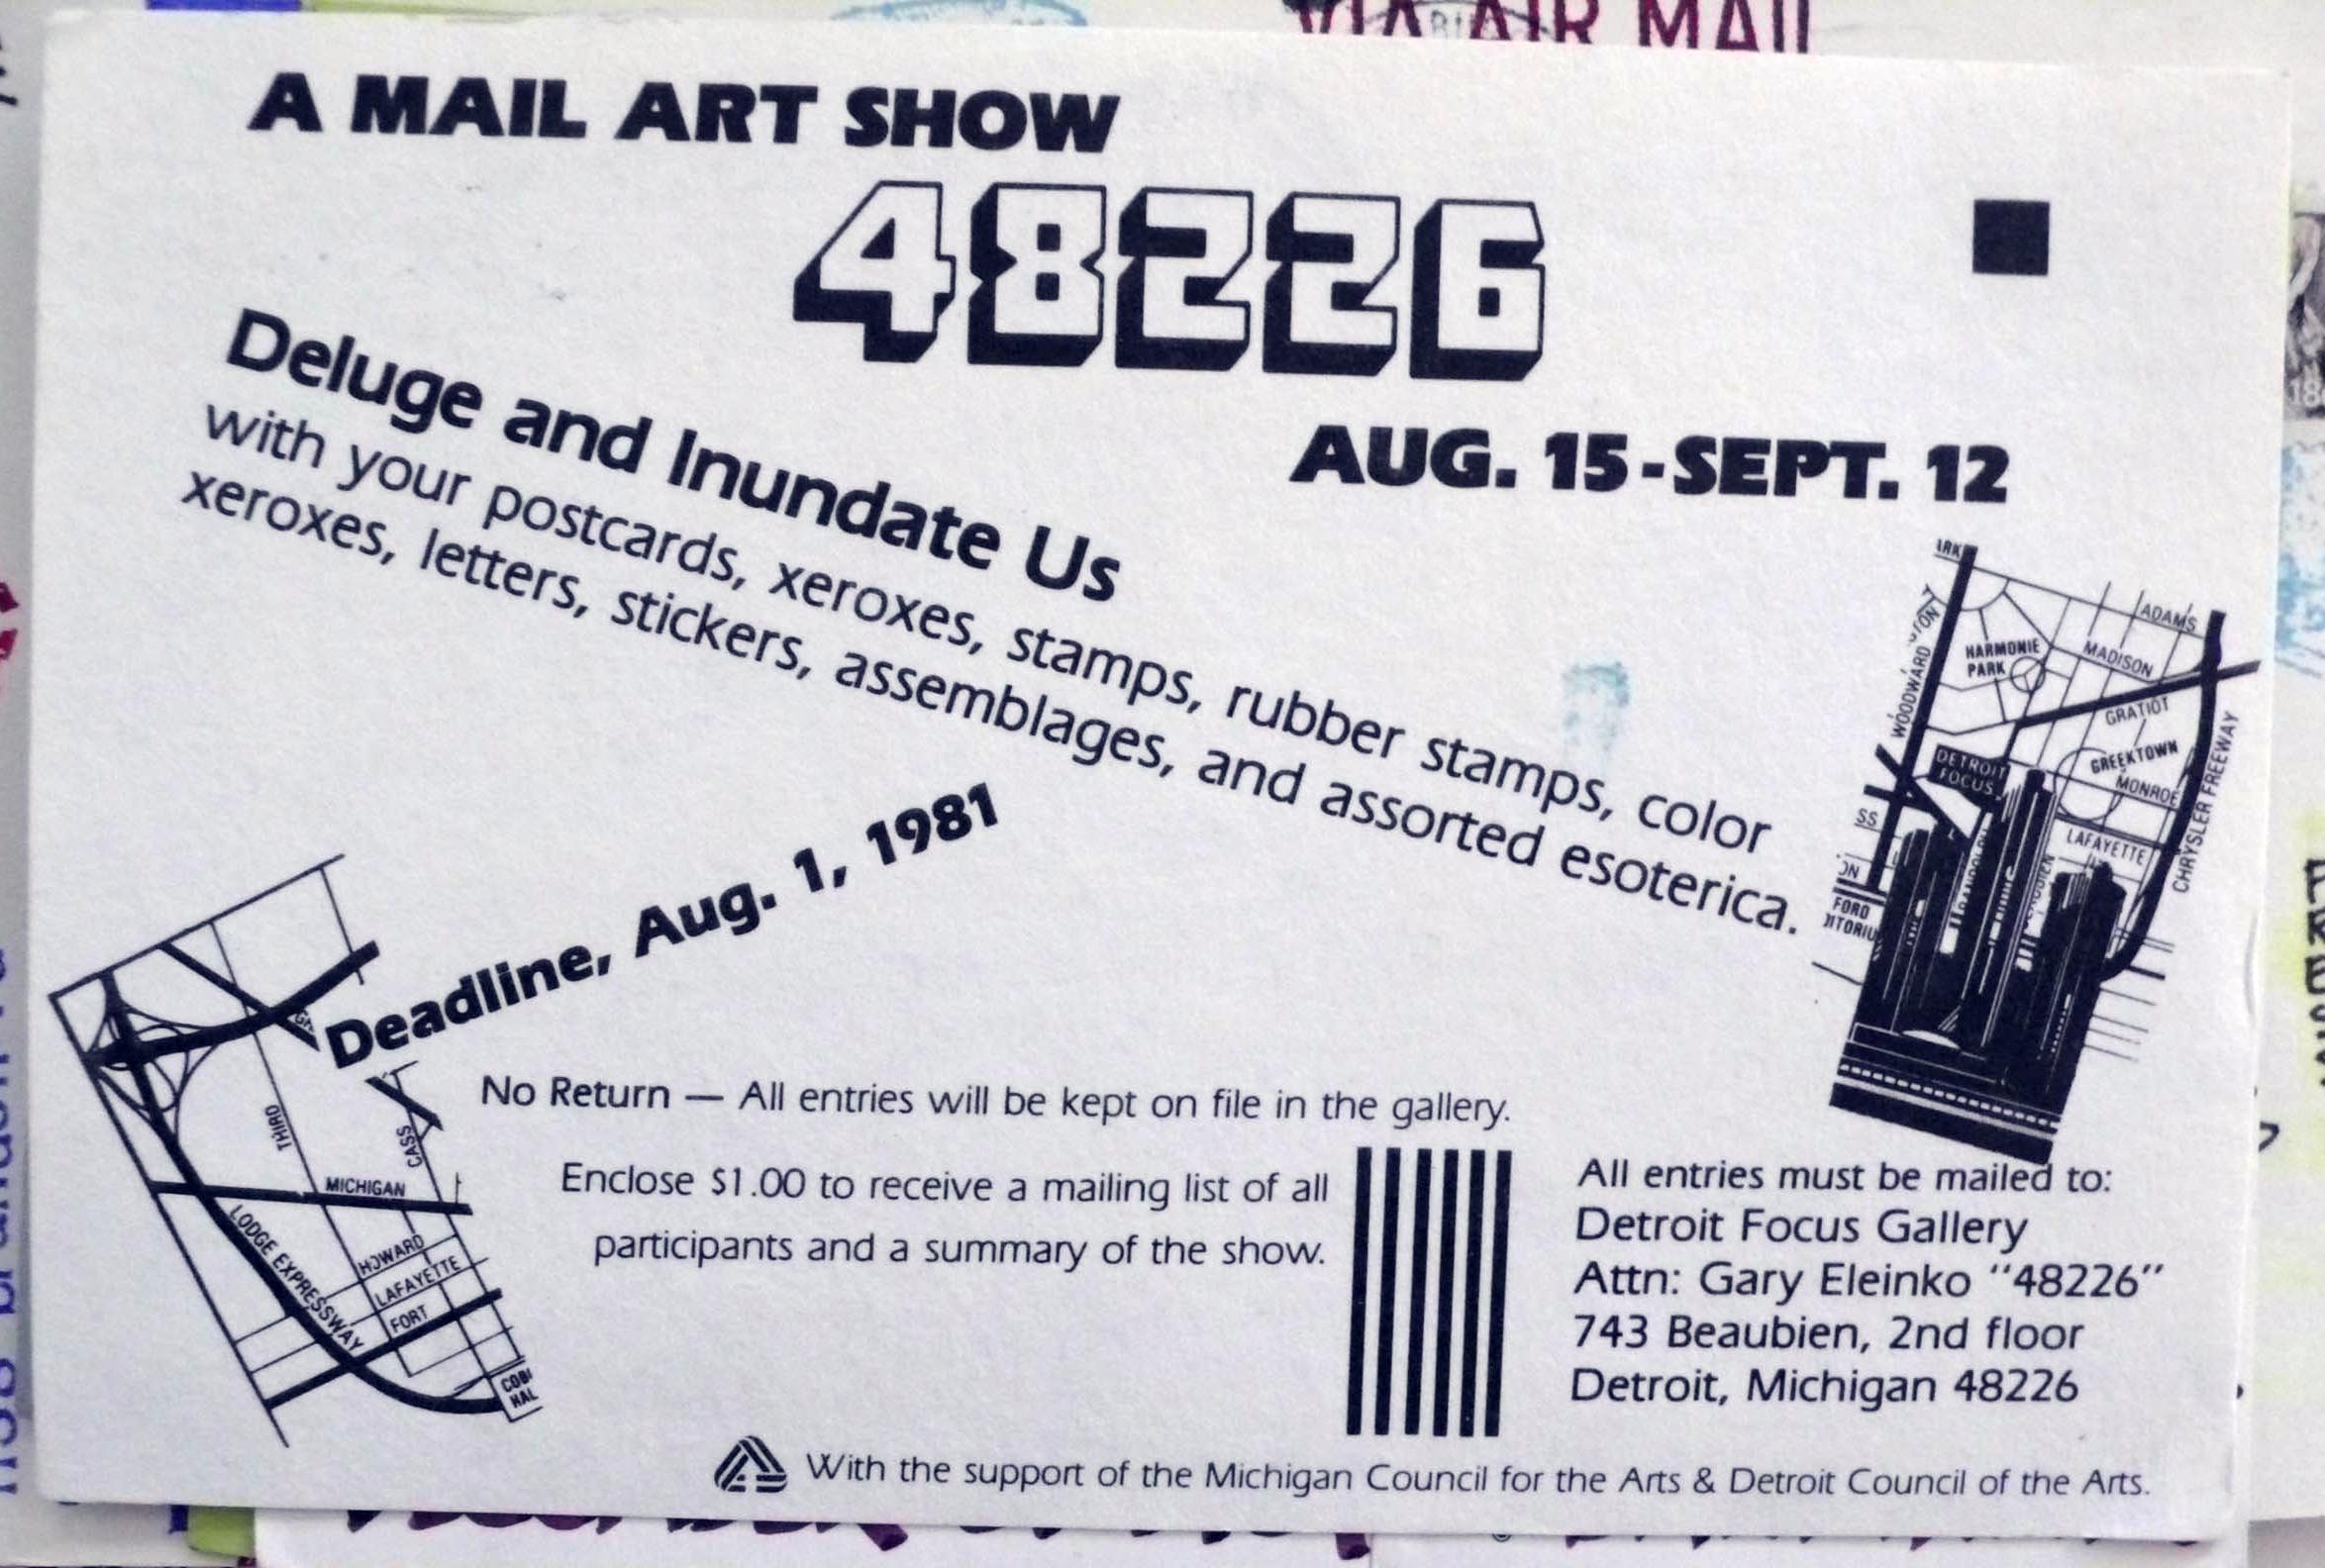 VIA AIR MAIL
A MAIL ART SHOW
48226
AUG. 15-SEPT. 12
Deluge and Inundate Us
with your postcards, xeroxes, stamps, rubber stamps, color
xeroxes, letters, stickers, assemblages, and assorted esoterica.
Deadline, Aug. 1, 1981
ADAMS
HARMONIE
PARK
MADISON
WOODWARD
GRATIOT
GREEKTOWN
DETROIT
FOCUS
MONROE
CHRYSLER FREEWAY
SS
LAFAYETTE
ON
FORD
THIRD
CASS
MICHIGAN
LODGE EXPRESSWAY
HOWARD
LAFAYETTE
FORT
COB
HAL
No Return — All entries will be kept on file in the gallery.
Enclose $1.00 to receive a mailing list of all
participants and a summary of the show.
All entries must be mailed to:
Detroit Focus Gallery
Attn: Gary Eleinko "48226"
743 Beaubien, 2nd floor
Detroit, Michigan 48226
With the support of the Michigan Council for the Arts & Detroit Council of the Arts.